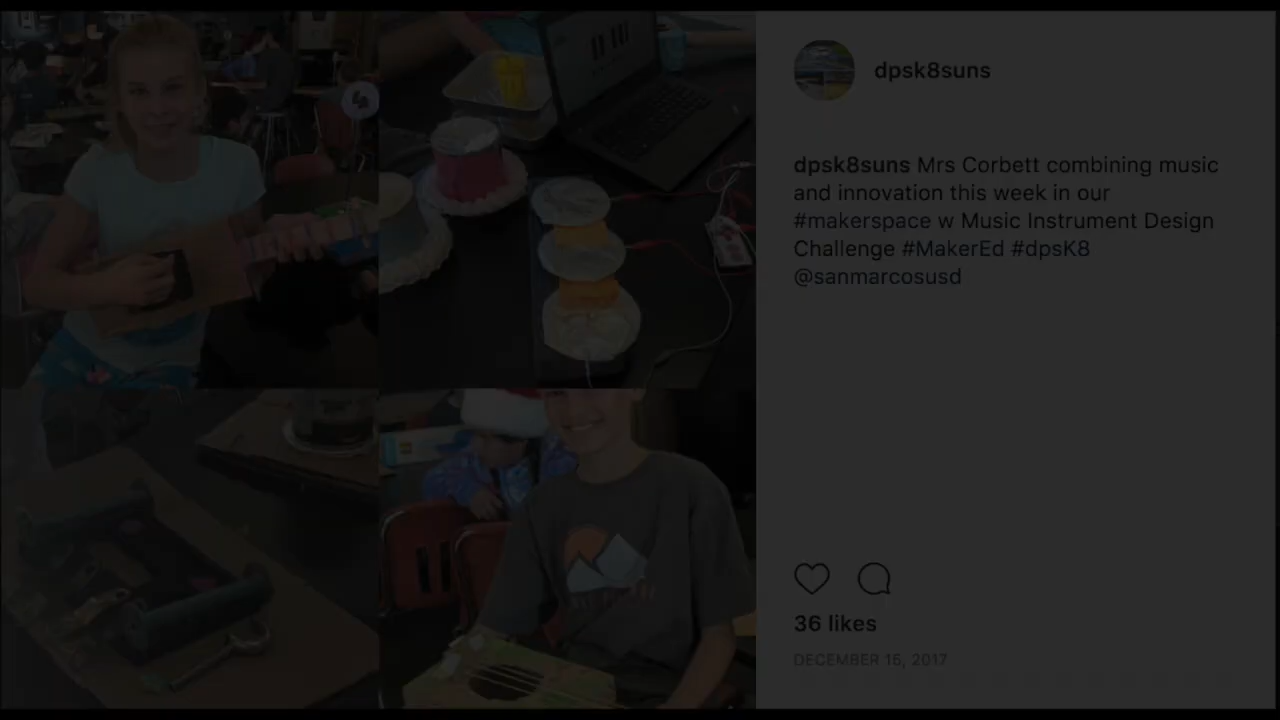 dpsk8suns
dpsk8suns Mrs Corbett combining music
and innovation this week in our
#makerspace w Music Instrument Design
Challenge #MakerEd #dpsK8
@sanmarcosusd
36 likes
DECEMBER 16, 2017